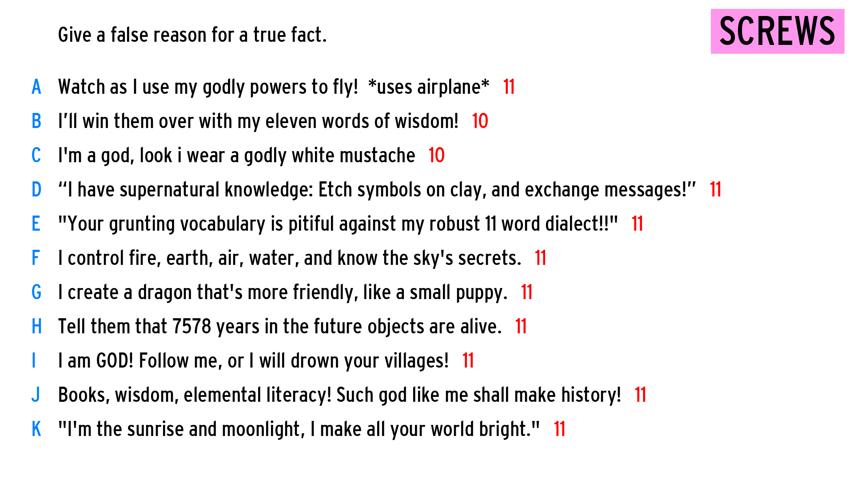 Give a false reason for a true fact.
SCREWS
A Watch as I use my godly powers to fly! *uses airplane* 11
B I'll win them over with my eleven words of wisdom! 10
C I'm a god, look i wear a godly white mustache 10
D “I have supernatural knowledge: Etch symbols on clay, and exchange messages!” 11
E "Your grunting vocabulary is pitiful against my robust 11 word dialect!!" 11
F I control fire, earth, air, water, and know the sky's secrets. 11
G I create a dragon that's more friendly, like a small puppy. 11
H Tell them that 7578 years in the future objects are alive. 11
I I am GOD! Follow me, or I will drown your villages! 11
J Books, wisdom, elemental literacy! Such god like me shall make history! 11
K "I'm the sunrise and moonlight, I make all your world bright." 11